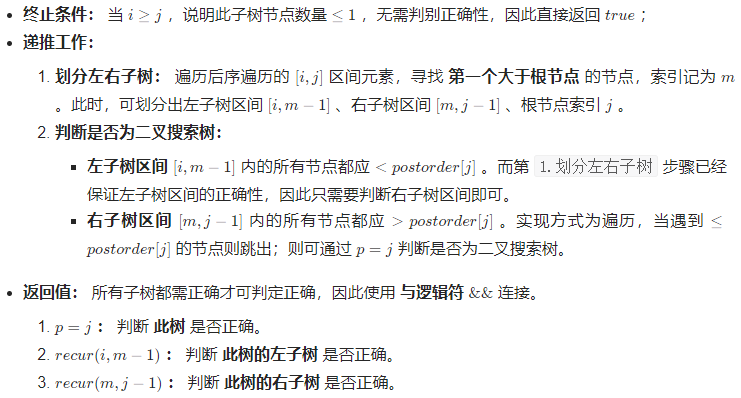 • 终止条件： 当 i ≥ j ，说明此子树节点数量 ≤ 1 ，无需判别正确性，因此直接返回 true ；
• 递推工作：
1. 划分左右子树： 遍历后序遍历的 [i, j] 区间元素，寻找 第一个大于根节点 的节点，索引记为 m
。此时，可划分出左子树区间 [i, m − 1] 、右子树区间 [m, j − 1] 、根节点索引 j 。
2. 判断是否为二叉搜索树：
▪ 左子树区间 [i, m − 1] 内的所有节点都应 < postorder[j] 。而第 1.划分左右子树 步骤已经
保证左子树区间的正确性，因此只需要判断右子树区间即可。
▪ 右子树区间 [m, j − 1] 内的所有节点都应 > postorder[j] 。实现方式为遍历，当遇到 ≤
postorder[j] 的节点则跳出；则可通过 p = j 判断是否为二叉搜索树。
• 返回值： 所有子树都需正确才可判定正确，因此使用 与逻辑符 && 连接。
1. p = j ： 判断 此树 是否正确。
2. recur(i, m − 1) ： 判断 此树的左子树 是否正确。
3. recur(m, j − 1) ： 判断 此树的右子树 是否正确。